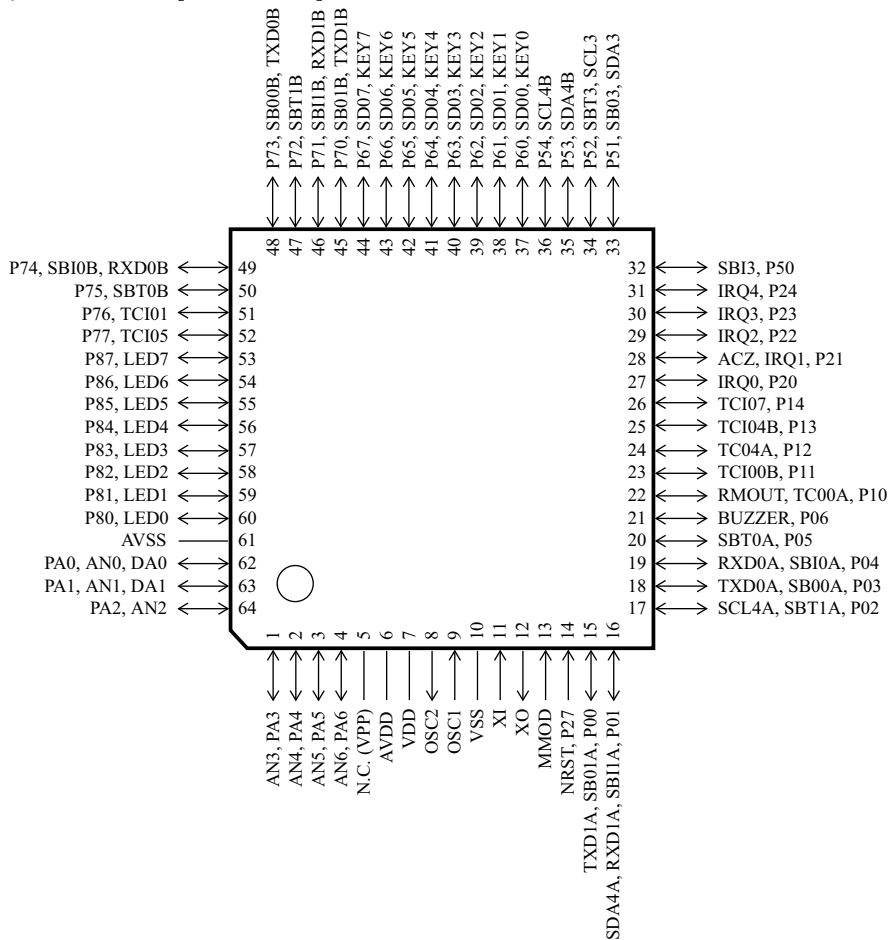 P73, SB00B, TXD0B
P72, SBT1B
P71, SBI1B, RXD1B
P70, SB01B, TXD1B
P67, SD07, KEY7
P66, SD06, KEY6
P65, SD05, KEY5
P64, SD04, KEY4
P63, SD03, KEY3
P62, SD02, KEY2
P61, SD01, KEY1
P60, SD00, KEY0
P54, SCL4B
P53, SDA4B
P52, SBT3, SCL3
P51, SB03, SDA3
48 47 46 45 44 43 42 41 40 39 38 37 36 35 34 33
P74, SBI0B, RXD0B 49
P75, SBT0B 50
P76, TCI01 51
P77, TCI05 52
P87, LED7 53
P86, LED6 54
P85, LED5 55
P84, LED4 56
P83, LED3 57
P82, LED2 58
P81, LED1 59
P80, LED0 60
AVSS 61
PA0, AN0, DA0 62
PA1, AN1, DA1 63
PA2, AN2 64
32 SBI3, P50
31 IRQ4, P24
30 IRQ3, P23
29 IRQ2, P22
28 ACZ, IRQ1, P21
27 IRQ0, P20
26 TCI07, P14
25 TCI04B, P13
24 TC04A, P12
23 TCI00B, P11
22 RMOUT, TC00A, P10
21 BUZZER, P06
20 SBT0A, P05
19 RXD0A, SBI0A, P04
18 TXD0A, SB00A, P03
17 SCL4A, SBT1A, P02
1 2 3 4 5 6 7 8 9 10 11 12 13 14 15 16
AN3, PA3
AN4, PA4
AN5, PA5
AN6, PA6
N.C. (VPP)
AVDD
VDD
OSC2
OSC1
VSS
XI
XO
MMOD
NRST, P27
TXD1A, SB01A, P00
SDA4A, RXD1A, SBI1A, P01